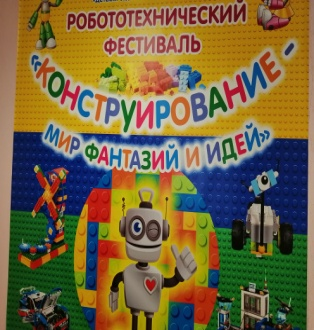 РОБОТОТЕХНИЧЕСКИЙ
ФЕСТИВАЛЬ
«КОНСТРУИРОВАНИЕ -
МИР ФАНТАЗИЙ И ИДЕЙ»